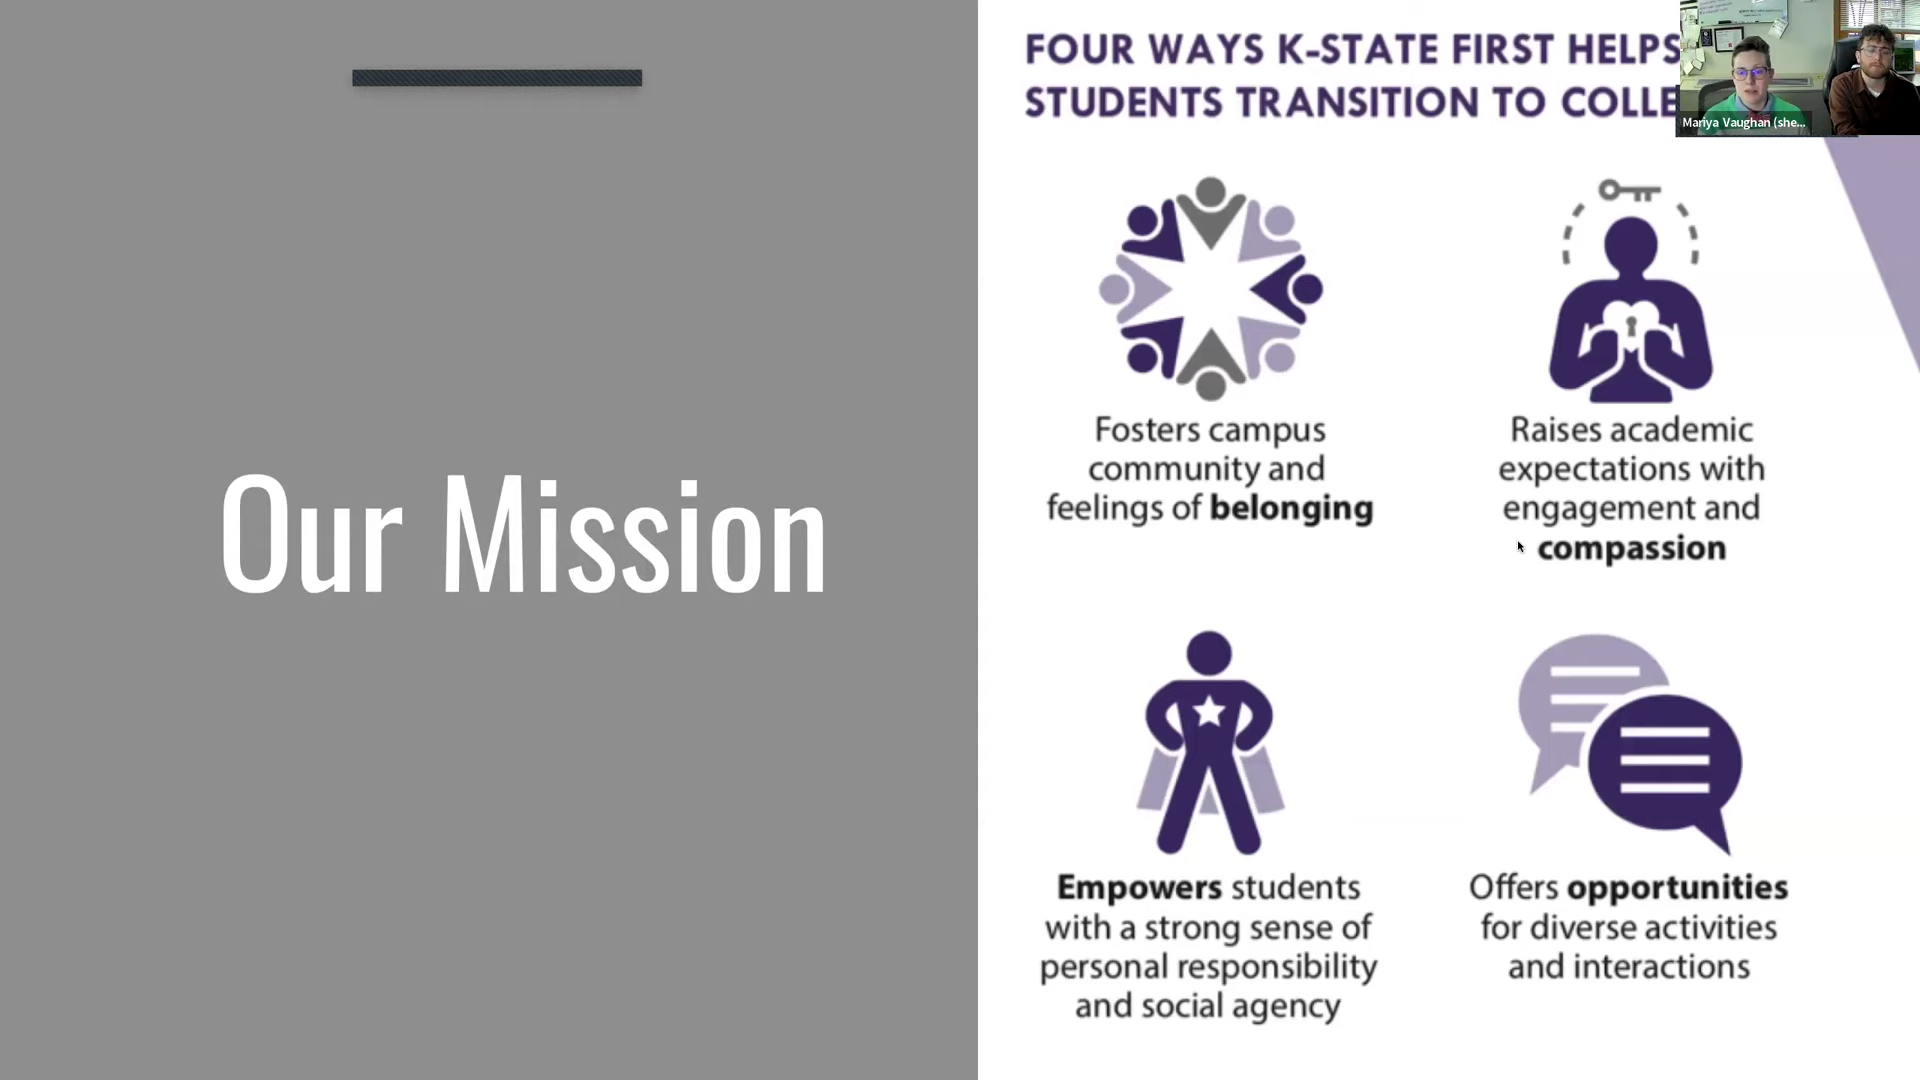 Our Mission
FOUR WAYS K-STATE FIRST HELPS
STUDENTS TRANSITION TO COLLE
Mariya Vaughan (she...
Fosters campus
community and
feelings of belonging
Raises academic
expectations with
engagement and
compassion
Empowers students
with a strong sense of
personal responsibility
and social agency
Offers opportunities
for diverse activities
and interactions